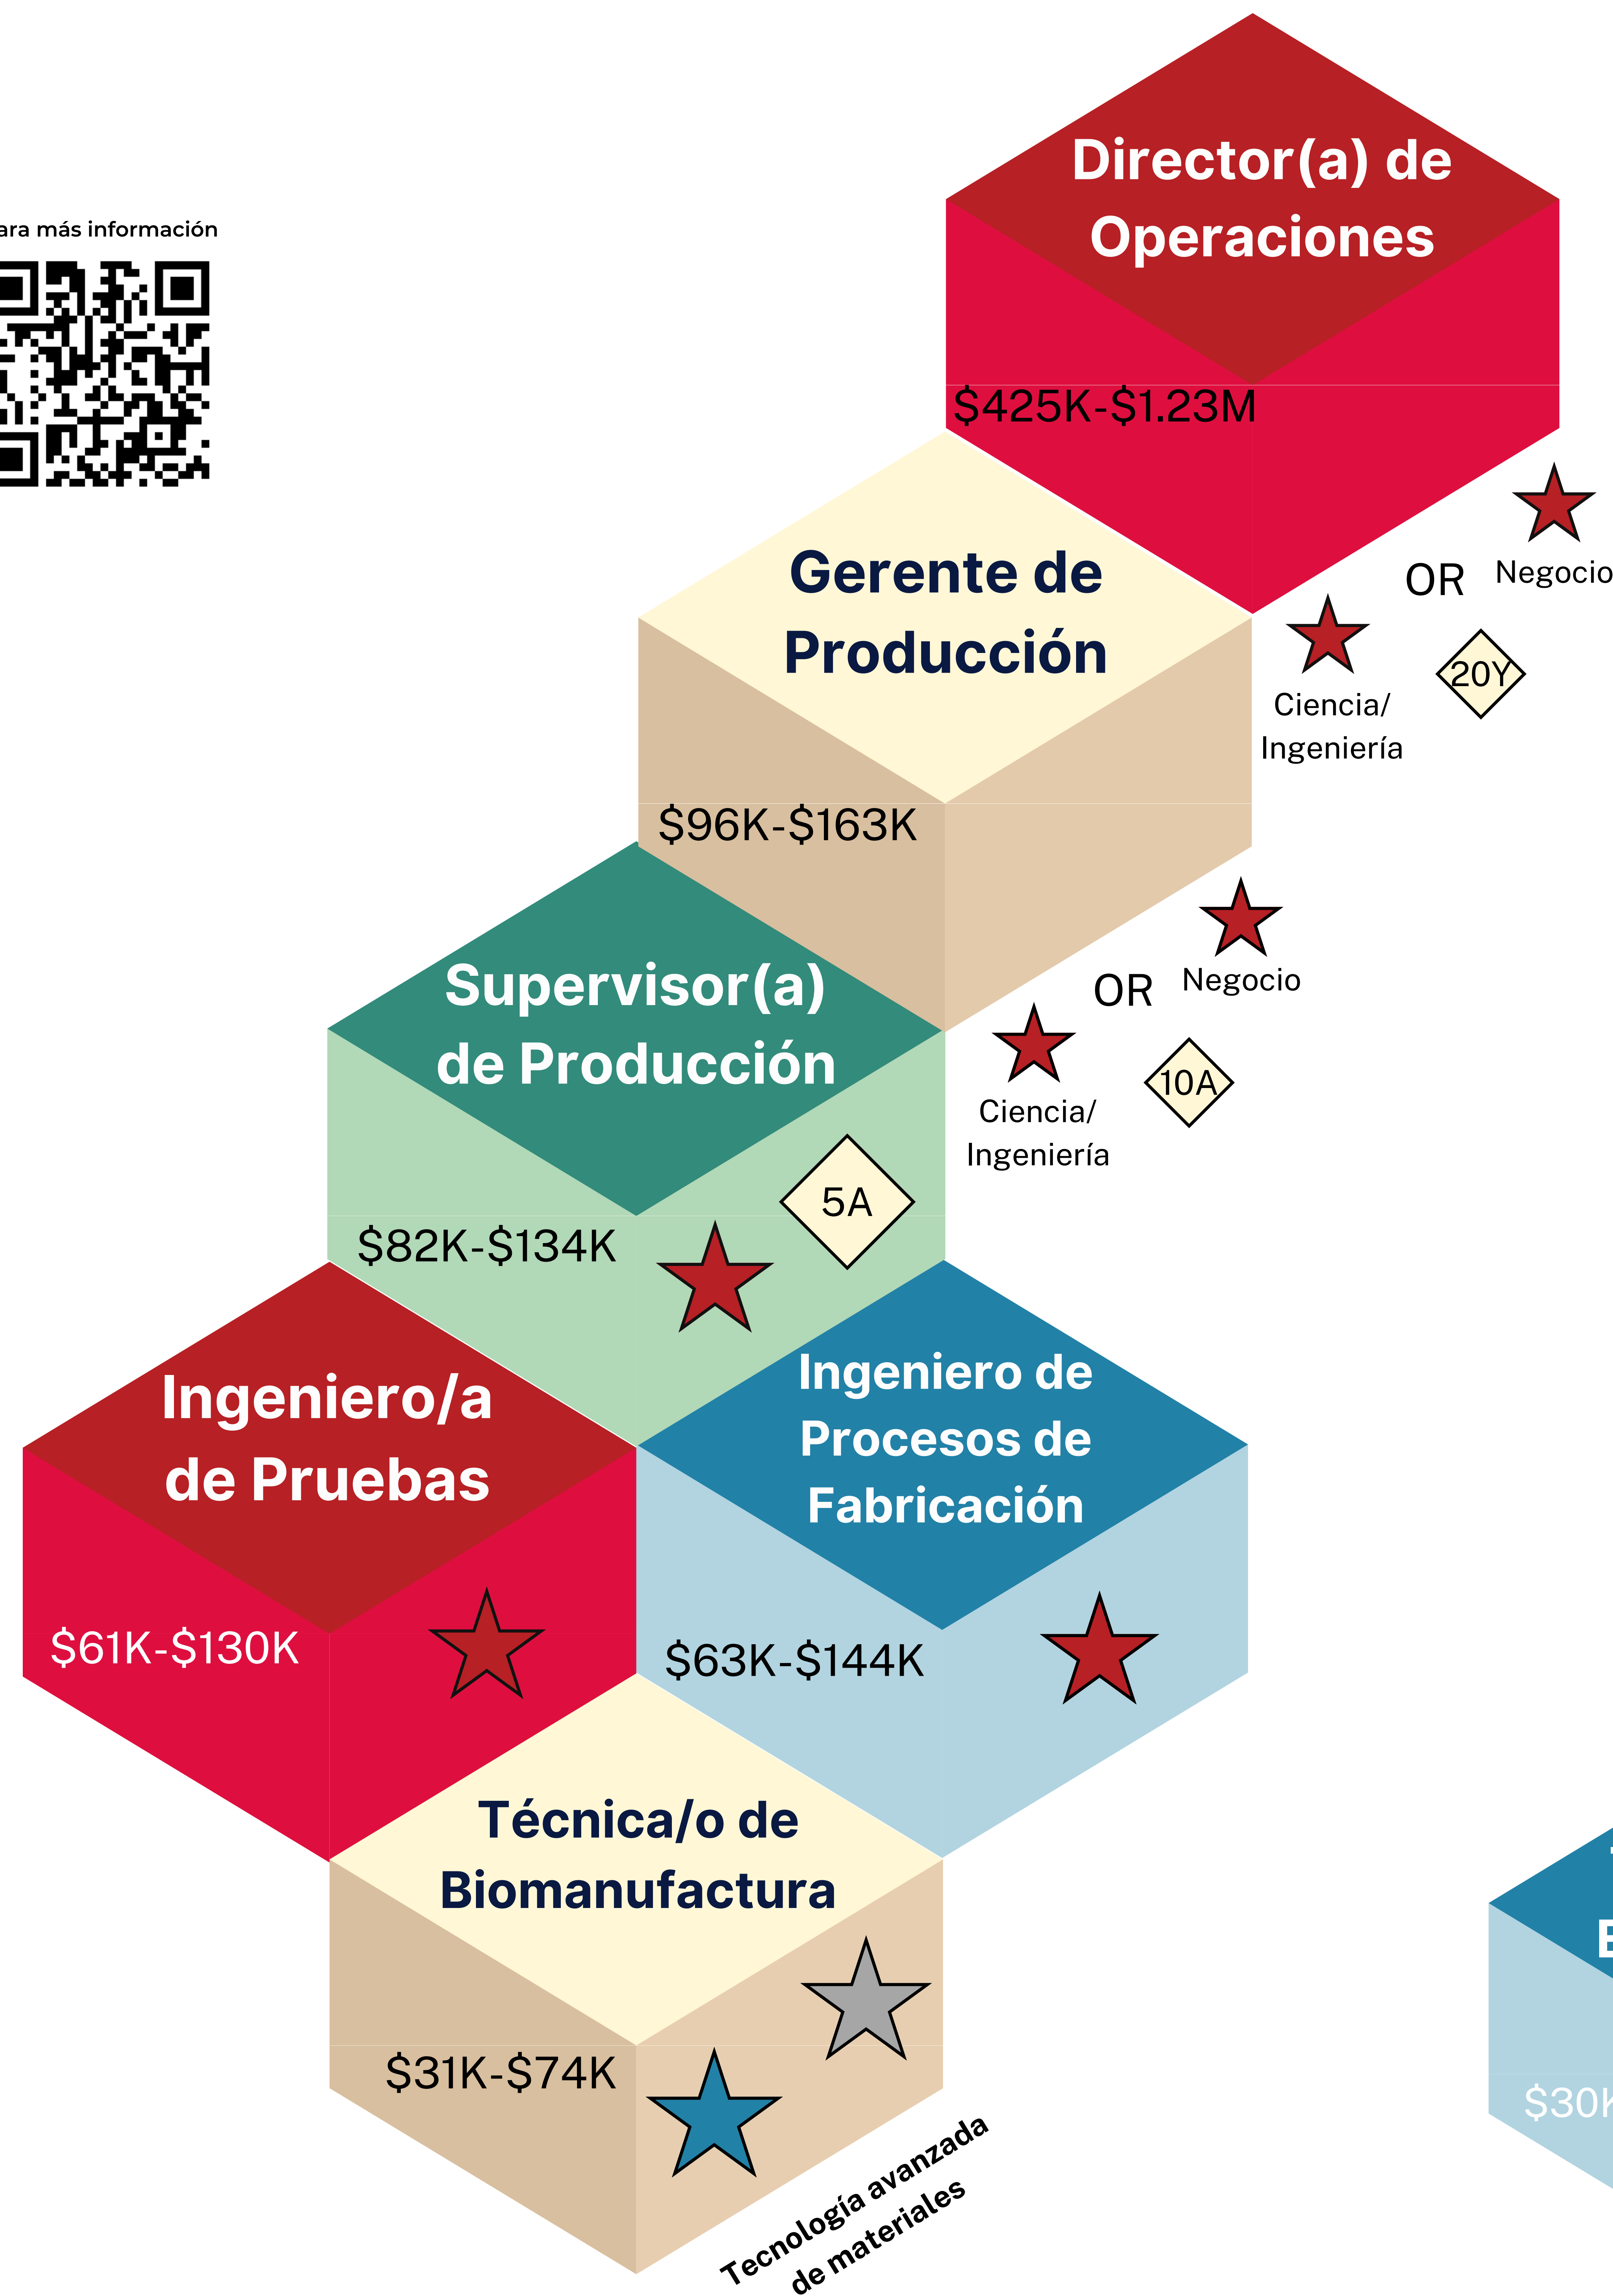 Director(a) de
Operaciones
ara más información
$425K-$1.23M
Negocio
OR
Ciencia/
Ingeniería
20Y
Gerente de
Producción
$96K-$163K
Negocio
OR
Ciencia/
Ingeniería
10A
Supervisor(a)
de Producción
5A
$82K-$134K
Ingeniero/a
de Pruebas
$61K-$130K
Ingeniero de
Procesos de
Fabricación
$63K-$144K
Técnica/o de
Biomanufactura
$31K-$74K
Tecnología avanzada
de materiales
$30K